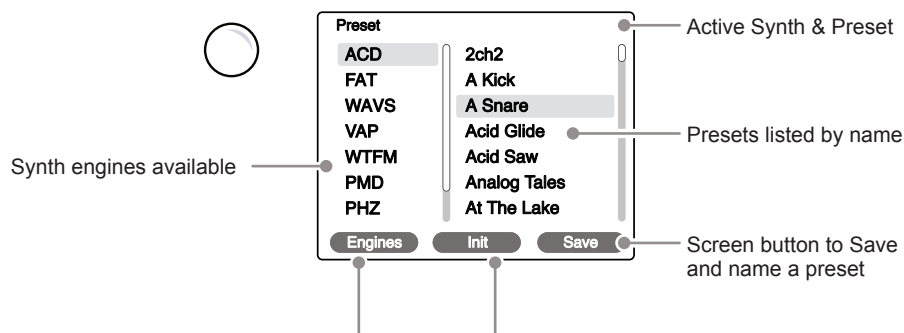 Preset
Active Synth & Preset
ACD
FAT
WAVS
VAP
WTFM
PMD
PHZ
2ch2
A Kick
A Snare
Acid Glide
Acid Saw
Analog Tales
At The Lake
Presets listed by name
Synth engines available
Engines
Init
Save
Screen button to Save
and name a preset